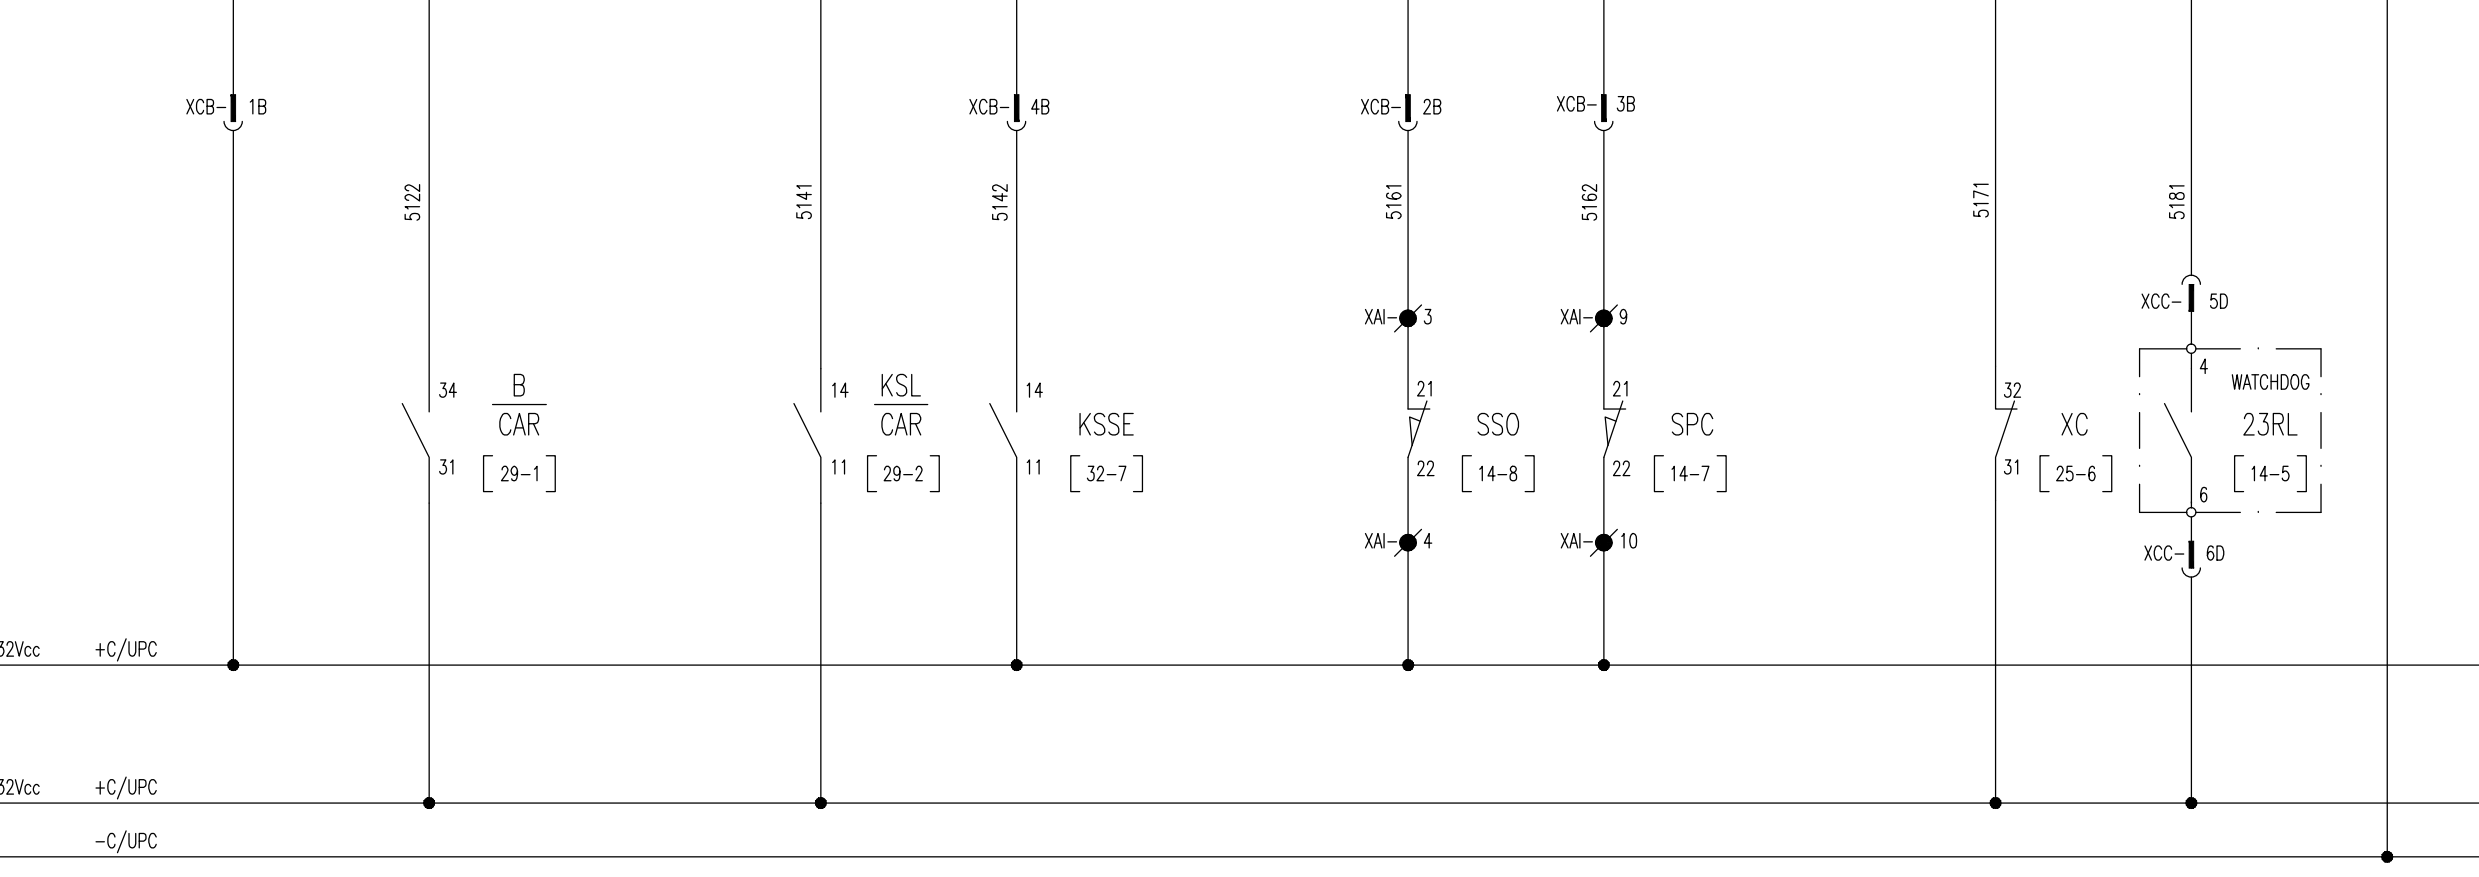 XCB- 1B
XCB- 4B
XCB- 2B
XCB- 3B
5122
5141
5142
5161
5162
5171
5181
XCC- 5D
XAI- 3
XAI- 9
4
WATCHDOG
34
B
CAR
31
[29-1]
14
KSL
CAR
11
[29-2]
14
KSSE
11
[32-7]
21
SSO
22
[14-8]
21
SPC
22
[14-7]
32
XC
31
[25-6]
23RL
[14-5]
6
XAI- 4
XAI- 10
XCC- 6D
32Vcc +C/UPC
32Vcc +C/UPC
-C/UPC